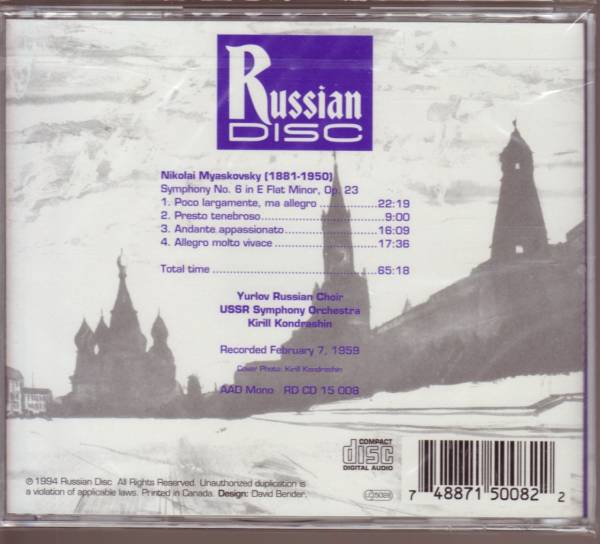 Russian
DISC
Nikolai Myaskovsky (1881-1950)
Symphony No. 6 in E Flat Minor, Op. 23
1. Poco largamente, ma allegro ........................ 22:19
2. Presto tenebroso ........................ 9:00
3. Andante appassionato ........................ 16:09
4. Allegro molto vivace ........................ 17:36
Total time ........................ 65:18
Yurlov Russian Choir
USSR Symphony Orchestra
Kirill Kondrashin
Recorded February 7, 1959
Cover Photo: Kirill Kondrashin
AAD Mono RD CD 15 008
COMPACT
disc
DIGITAL AUDIO
℗ 1994 Russian Disc All Rights Reserved. Unauthorized duplication is
a violation of applicable laws. Printed in Canada. Design: David Bender.
7 48871 50082 2